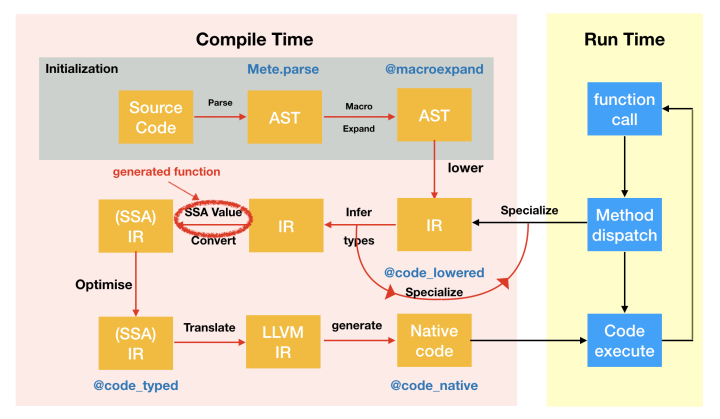 Compile Time
Run Time
Initialization
Mete.parse
@macroexpand
Source
Code
Parse
AST
Macro
Expand
AST
function
call
generated function
lower
(SSA)
IR
SSA Value
Convert
IR
Infer
types
IR
Specialize
Method
dispatch
@code_lowered
Specialize
Optimise
(SSA)
IR
Translate
LLVM
IR
generate
Native
code
Code
execute
@code_typed
@code_native